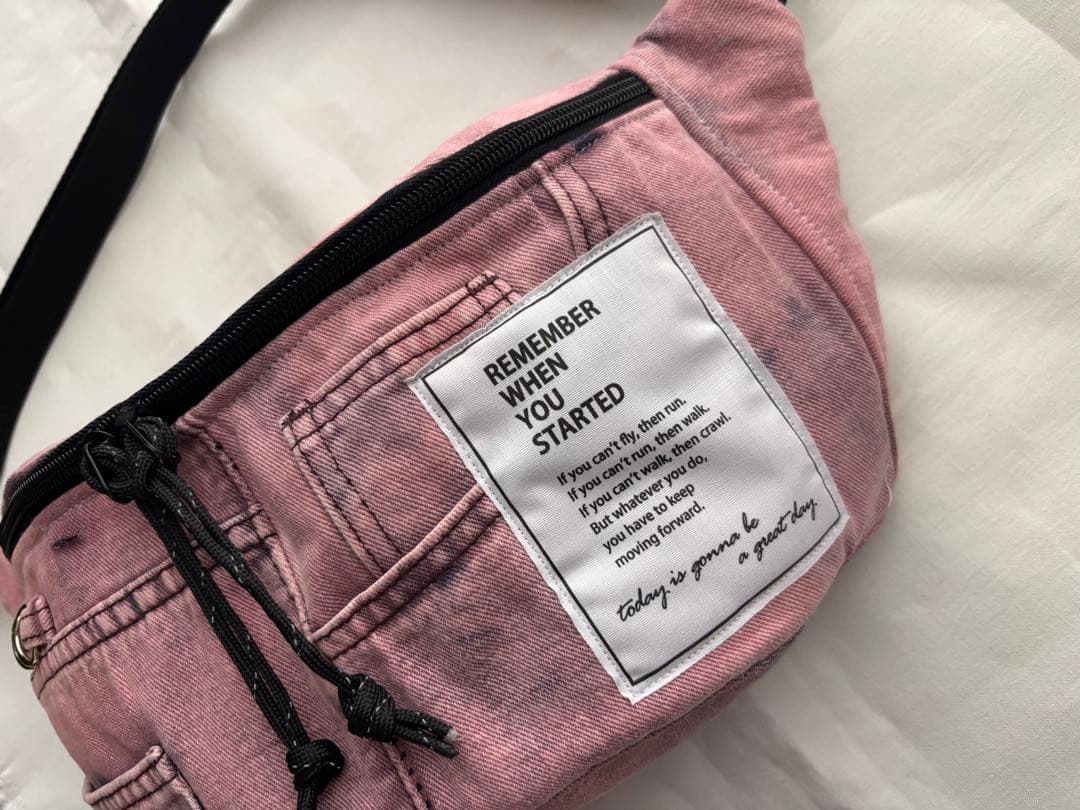 REMEMBER
WHEN
YOU
STARTED
If you can't fly, then run.
If you can't run, then walk.
If you can't walk, then crawl.
But whatever you do,
you have to keep
moving forward.
today is gonna be
a great day